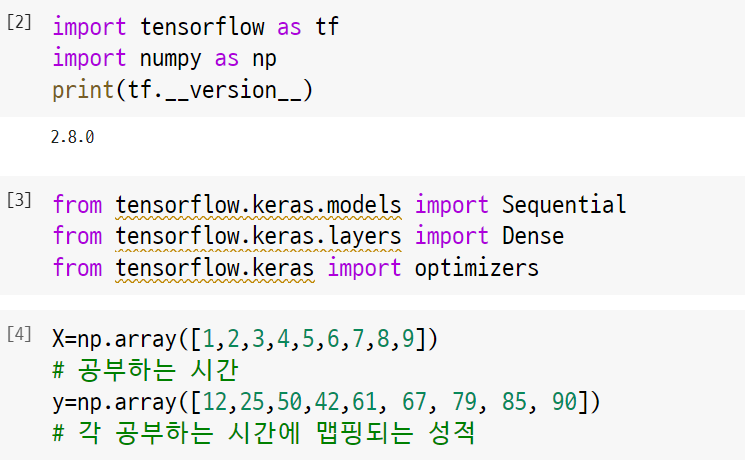 [2] import tensorflow as tf
import numpy as np
print(tf.__version__)
2.8.0
[3] from tensorflow.keras.models import Sequential
from tensorflow.keras.layers import Dense
from tensorflow.keras import optimizers
[4] X=np.array([1,2,3,4,5,6,7,8,9])
# 공부하는 시간
y=np.array([12,25,50,42,61, 67, 79, 85, 90])
# 각 공부하는 시간에 맵핑되는 성적